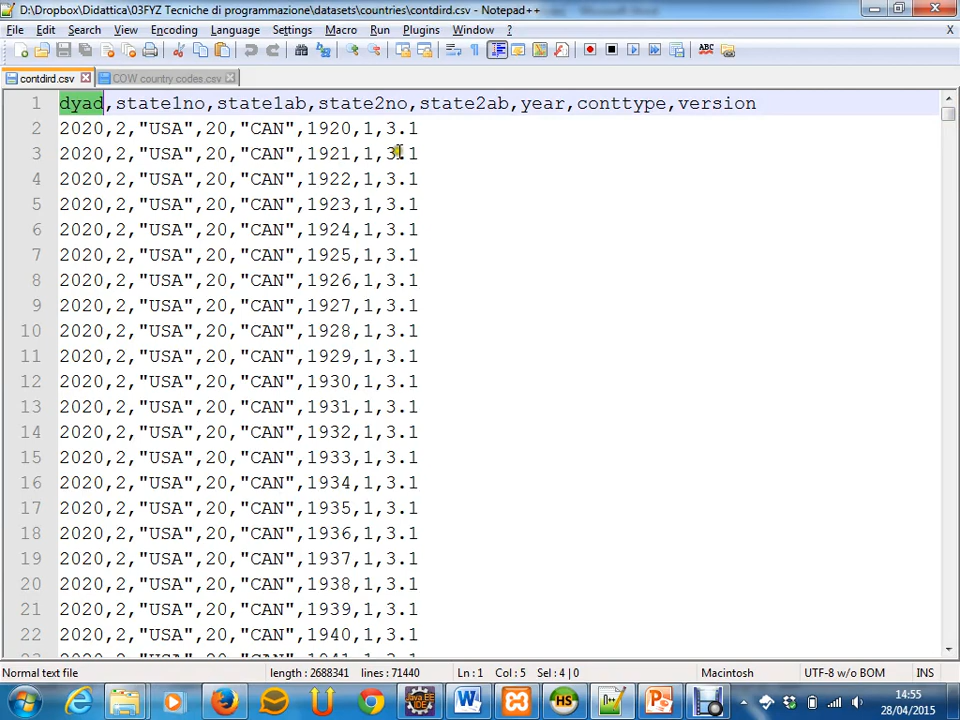 D:\Dropbox\Didattica\03FYZ Tecniche di programmazione\datasets\countries\contdird.csv - Notepad++
File Edit Search View Encoding Language Settings Macro Run Plugins Window ? X
contdird.csv COW country codes.csv
1 dyad,state1no,state1ab,state2no,state2ab,year,conttype,version
2 2020,2,"USA",20,"CAN",1920,1,3.1
3 2020,2,"USA",20,"CAN",1921,1,3.1
4 2020,2,"USA",20,"CAN",1922,1,3.1
5 2020,2,"USA",20,"CAN",1923,1,3.1
6 2020,2,"USA",20,"CAN",1924,1,3.1
7 2020,2,"USA",20,"CAN",1925,1,3.1
8 2020,2,"USA",20,"CAN",1926,1,3.1
9 2020,2,"USA",20,"CAN",1927,1,3.1
10 2020,2,"USA",20,"CAN",1928,1,3.1
11 2020,2,"USA",20,"CAN",1929,1,3.1
12 2020,2,"USA",20,"CAN",1930,1,3.1
13 2020,2,"USA",20,"CAN",1931,1,3.1
14 2020,2,"USA",20,"CAN",1932,1,3.1
15 2020,2,"USA",20,"CAN",1933,1,3.1
16 2020,2,"USA",20,"CAN",1934,1,3.1
17 2020,2,"USA",20,"CAN",1935,1,3.1
18 2020,2,"USA",20,"CAN",1936,1,3.1
19 2020,2,"USA",20,"CAN",1937,1,3.1
20 2020,2,"USA",20,"CAN",1938,1,3.1
21 2020,2,"USA",20,"CAN",1939,1,3.1
22 2020,2,"USA",20,"CAN",1940,1,3.1
Normal text file length : 2688341 lines : 71440 Ln : 1 Col : 5 Sel : 4 | 0 Macintosh UTF-8 w/o BOM INS
14:55
28/04/2015